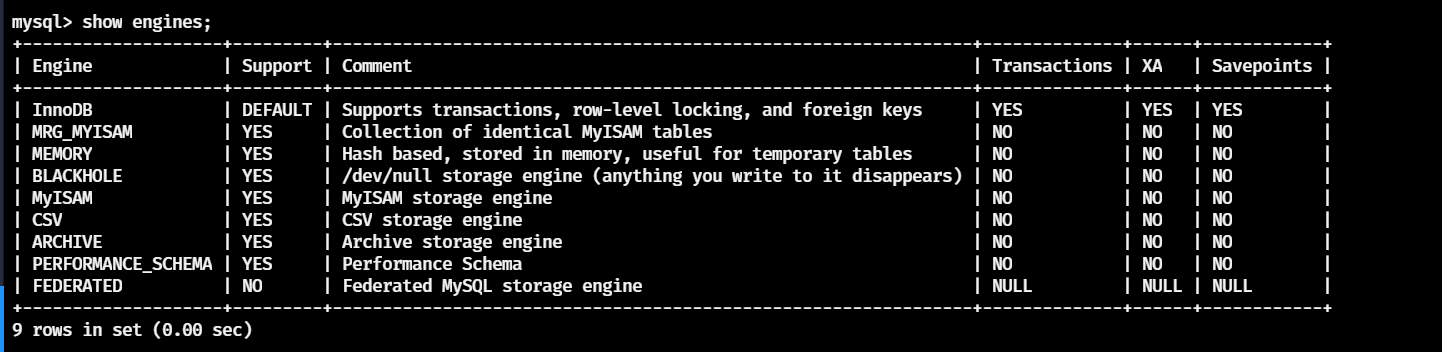 mysql> show engines;
+--------------------+---------+----------------------------------------------------------------+--------------+------+------------+
| Engine             | Support | Comment                                                        | Transactions | XA   | Savepoints |
+--------------------+---------+----------------------------------------------------------------+--------------+------+------------+
| InnoDB             | DEFAULT | Supports transactions, row-level locking, and foreign keys     | YES          | YES  | YES        |
| MRG_MYISAM         | YES     | Collection of identical MyISAM tables                          | NO           | NO   | NO         |
| MEMORY             | YES     | Hash based, stored in memory, useful for temporary tables      | NO           | NO   | NO         |
| BLACKHOLE          | YES     | /dev/null storage engine (anything you write to it disappears) | NO           | NO   | NO         |
| MyISAM             | YES     | MyISAM storage engine                                          | NO           | NO   | NO         |
| CSV                | YES     | CSV storage engine                                             | NO           | NO   | NO         |
| ARCHIVE            | YES     | Archive storage engine                                         | NO           | NO   | NO         |
| PERFORMANCE_SCHEMA | YES     | Performance Schema                                             | NO           | NO   | NO         |
| FEDERATED          | NO      | Federated MySQL storage engine                                 | NULL         | NULL | NULL       |
+--------------------+---------+----------------------------------------------------------------+--------------+------+------------+
9 rows in set (0.00 sec)